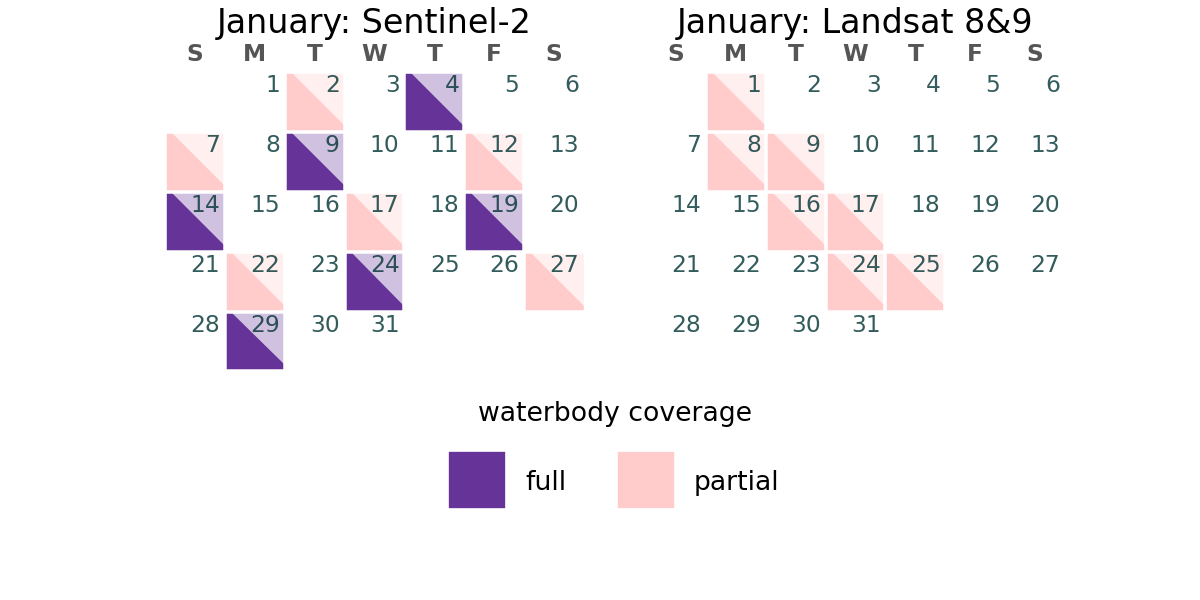 January: Sentinel-2
S M T W T F S
1 2 3 4 5 6
7 8 9 10 11 12 13
14 15 16 17 18 19 20
21 22 23 24 25 26 27
28 29 30 31
January: Landsat 8&9
S M T W T F S
1 2 3 4 5 6
7 8 9 10 11 12 13
14 15 16 17 18 19 20
21 22 23 24 25 26 27
28 29 30 31
waterbody coverage
full partial